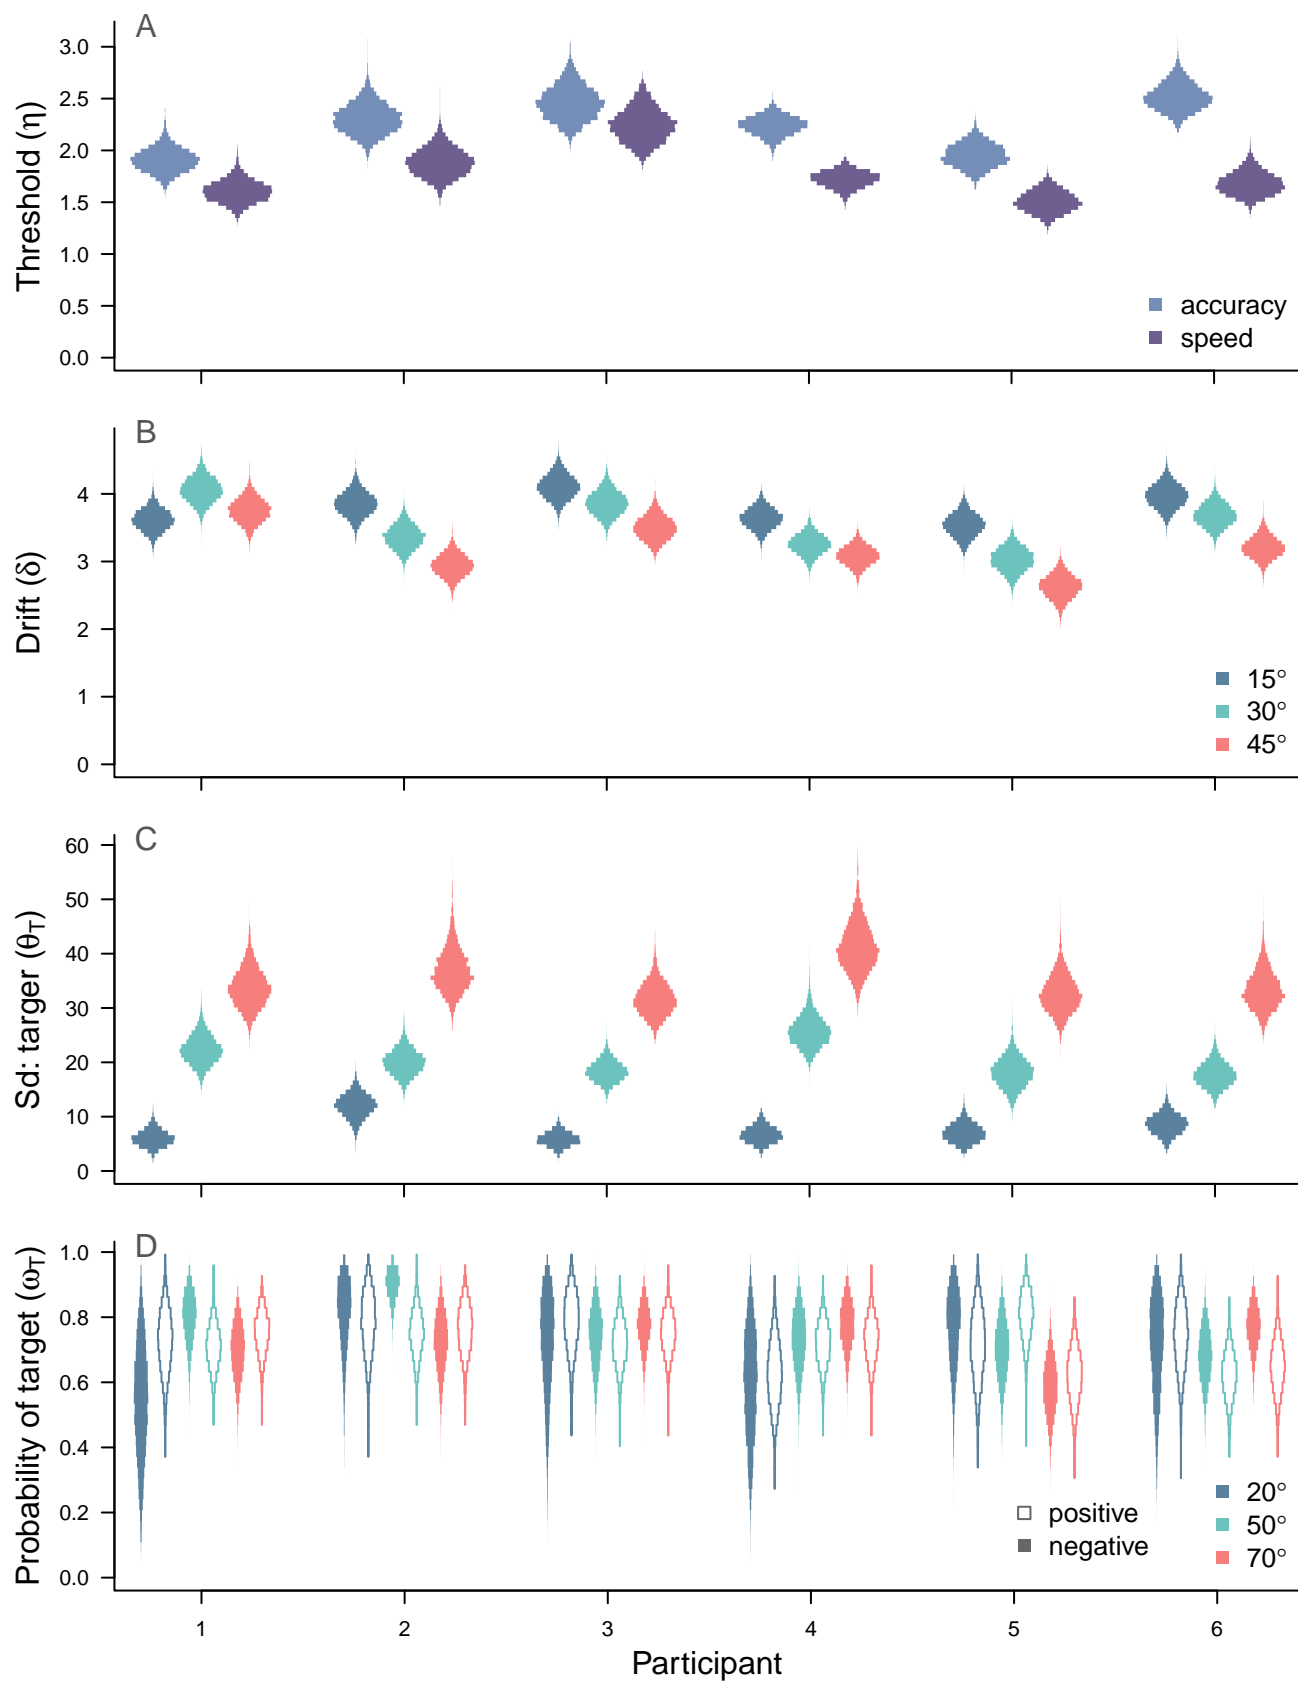 A
Threshold (η)
3.0
2.5
2.0
1.5
1.0
0.5
0.0
accuracy
speed
B
Drift (δ)
4
3
2
1
0
15°
30°
45°
C
Sd: targer (θT)
60
50
40
30
20
10
0
D
Probability of target (ωT)
1.0
0.8
0.6
0.4
0.2
0.0
positive
negative
20°
50°
70°
1 2 3 4 5 6
Participant